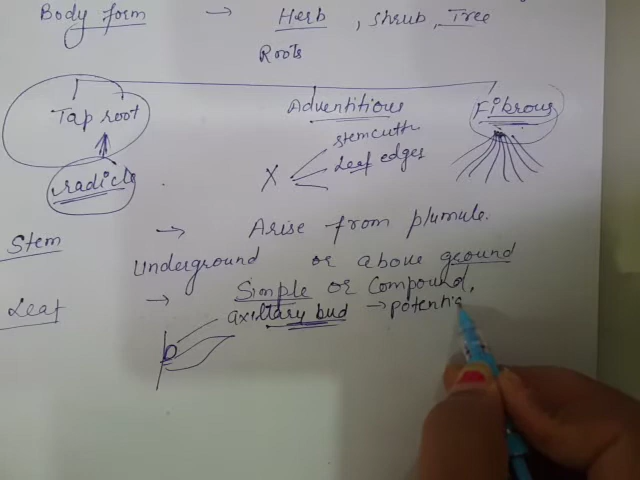 Body form → Herb, Shrub, Tree
Roots
Tap root Adventitious Fibrous
stem cuttn
Leaf edges
X
radicle
Stem → Arise from plumule.
Underground or above ground
Leaf → Simple or Compound,
axillary bud → potentia